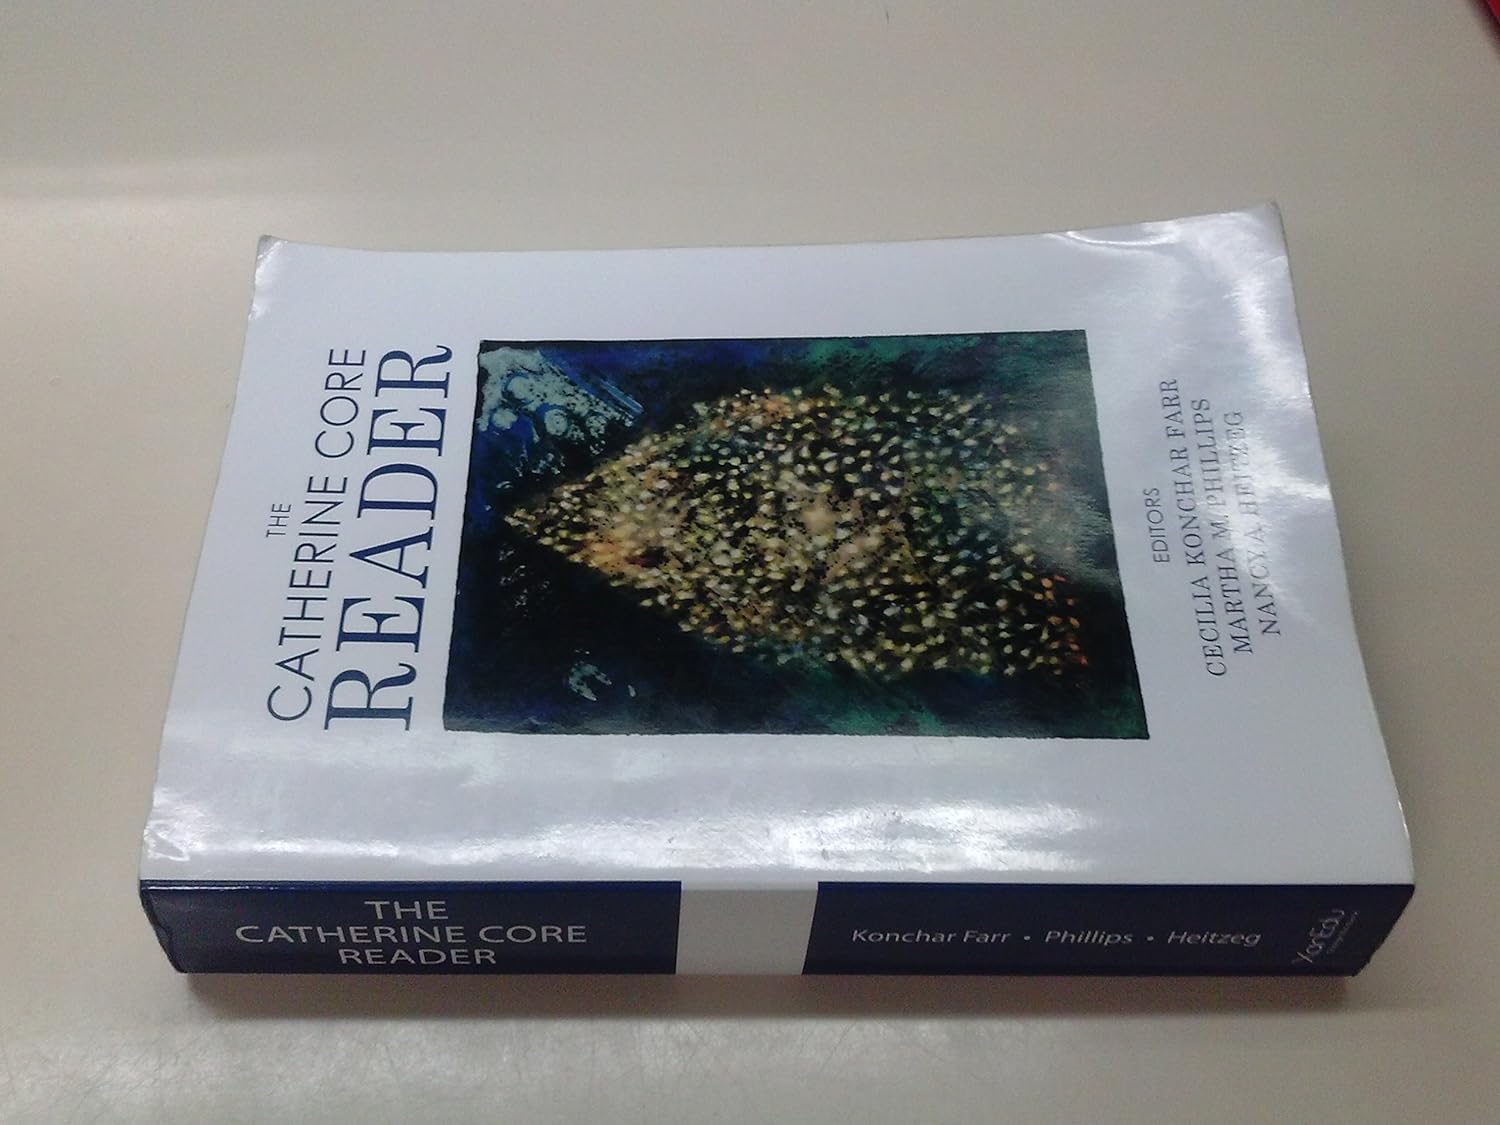 THE
CATHERINE CORE
READER
EDITORS
CECILIA KONCHAR FARR
MARTHA M PHILLIPS
NANCY A HEITZEG
THE
CATHERINE CORE
READER
Konchar Farr • Phillips • Heitzeg
XanEdu